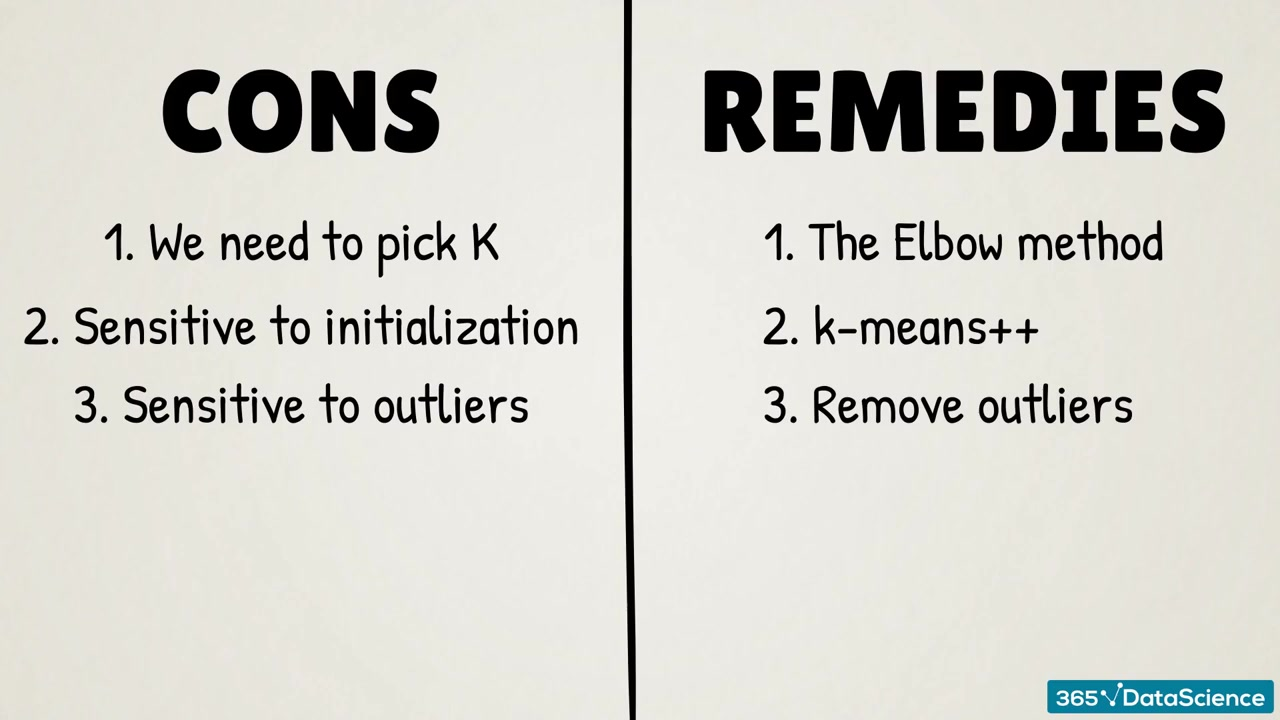 CONS
1. We need to pick K
2. Sensitive to initialization
3. Sensitive to outliers
REMEDIES
1. The Elbow method
2. k-means++
3. Remove outliers
365 DataScience